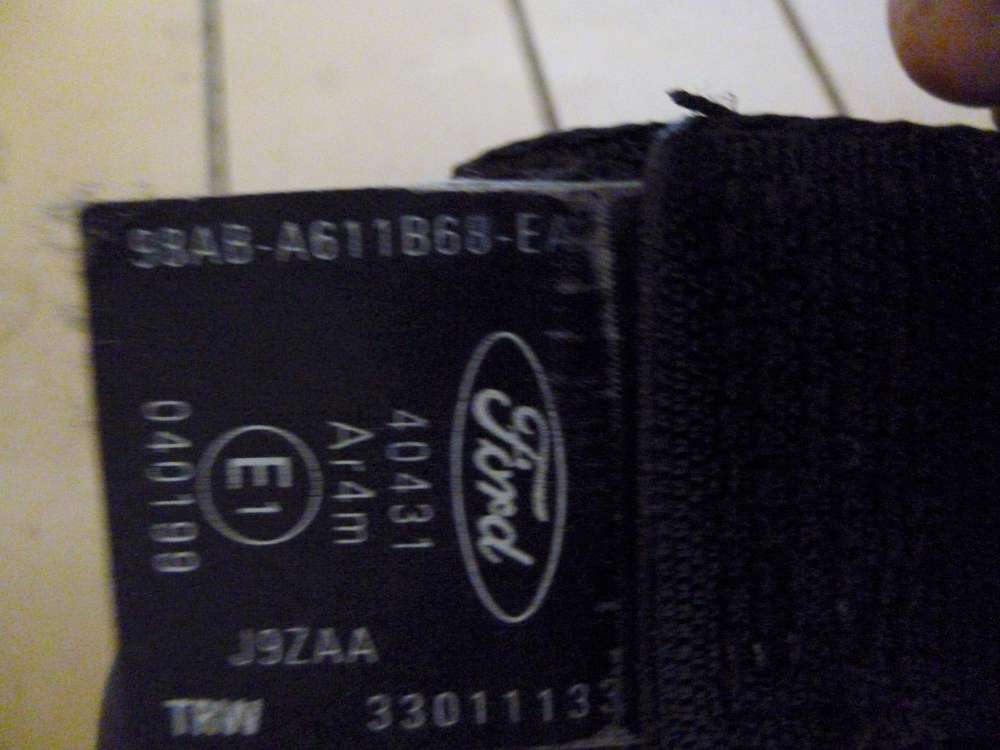 98AB-A611B68-EA
Ford
40431
Ar4m
E1
040199
J9ZAA
TRW 33011133